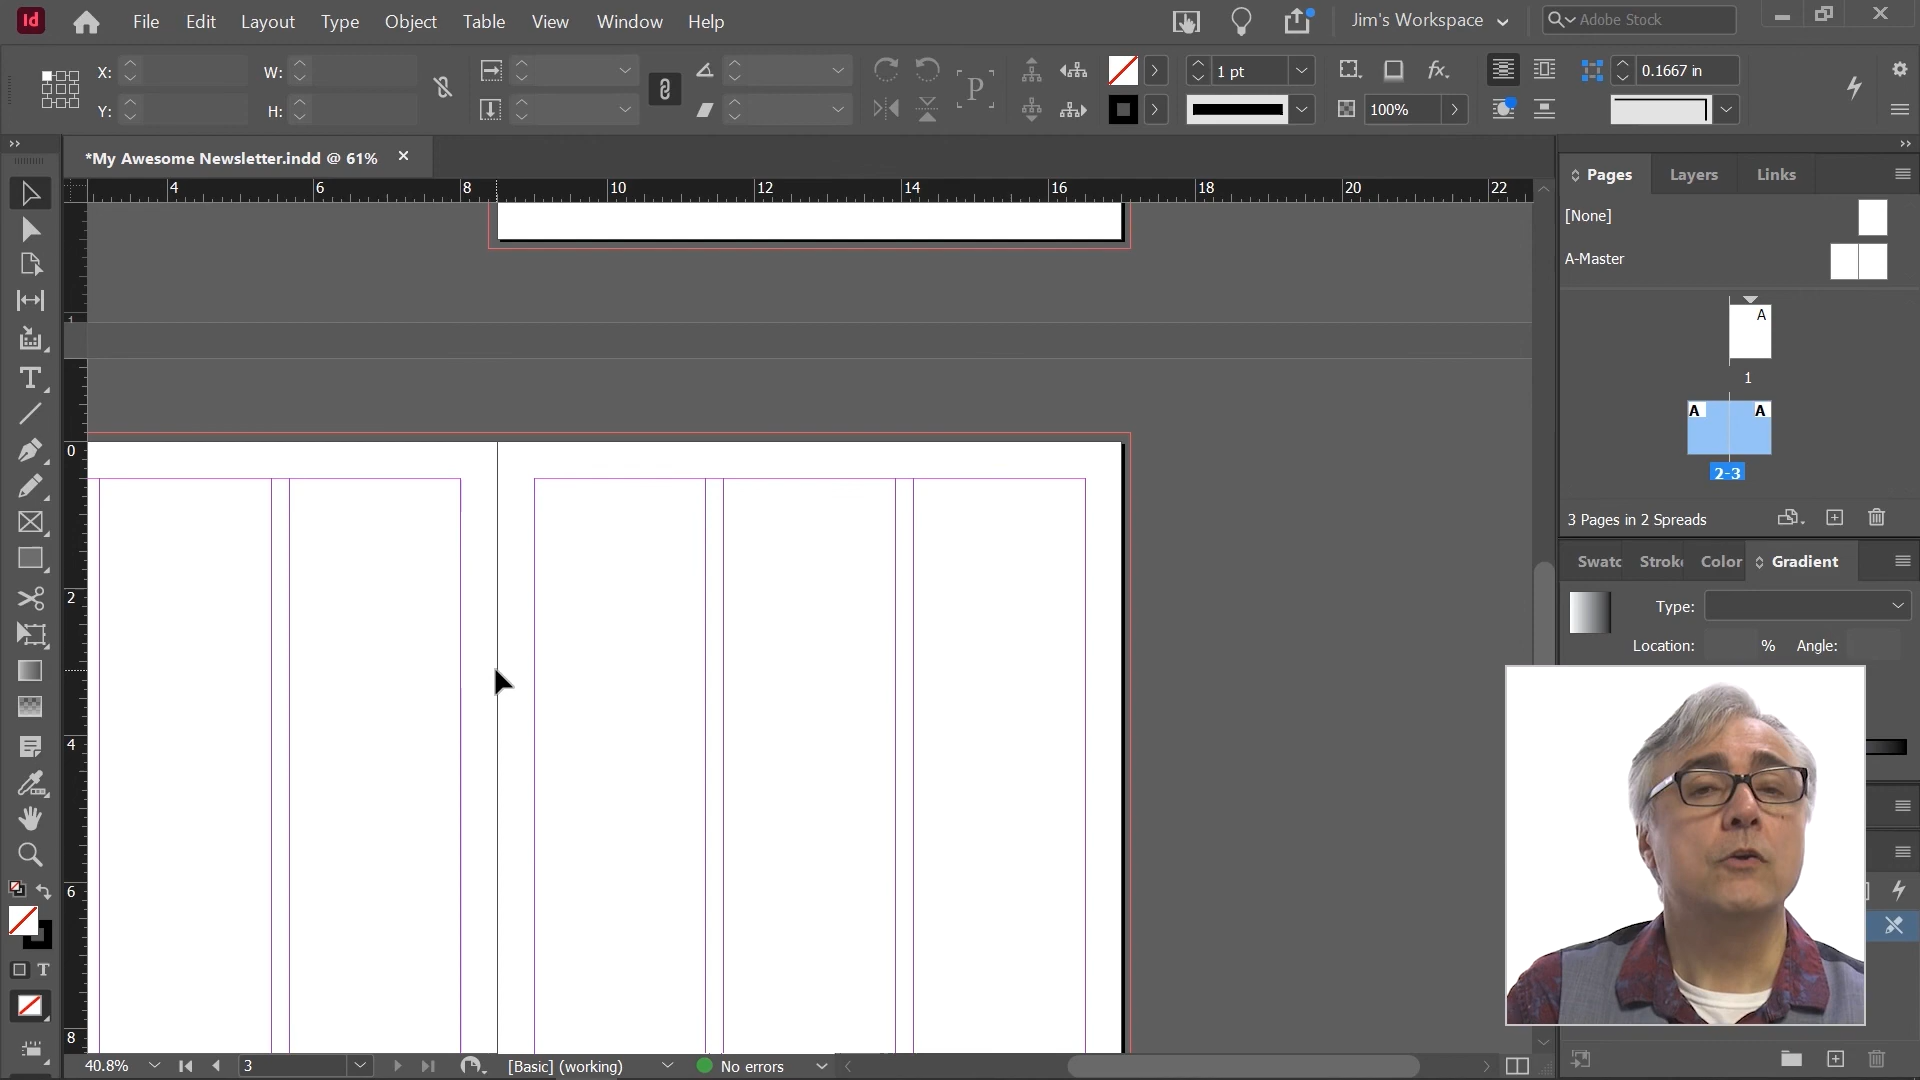 Id File Edit Layout Type Object Table View Window Help Jim's Workspace Adobe Stock
X: W: 1 pt 0.1667 in
Y: H: P 100%
*My Awesome Newsletter.indd @ 61%
4 6 8 10 12 14 16 18 20 22
Pages Layers Links
[None]
A-Master
A
1
A A
2-3
3 Pages in 2 Spreads
Swatc Stroke Color Gradient
Type:
Location: % Angle:
1
0
2
4
6
8
T
40.8% 3 [Basic] (working) No errors